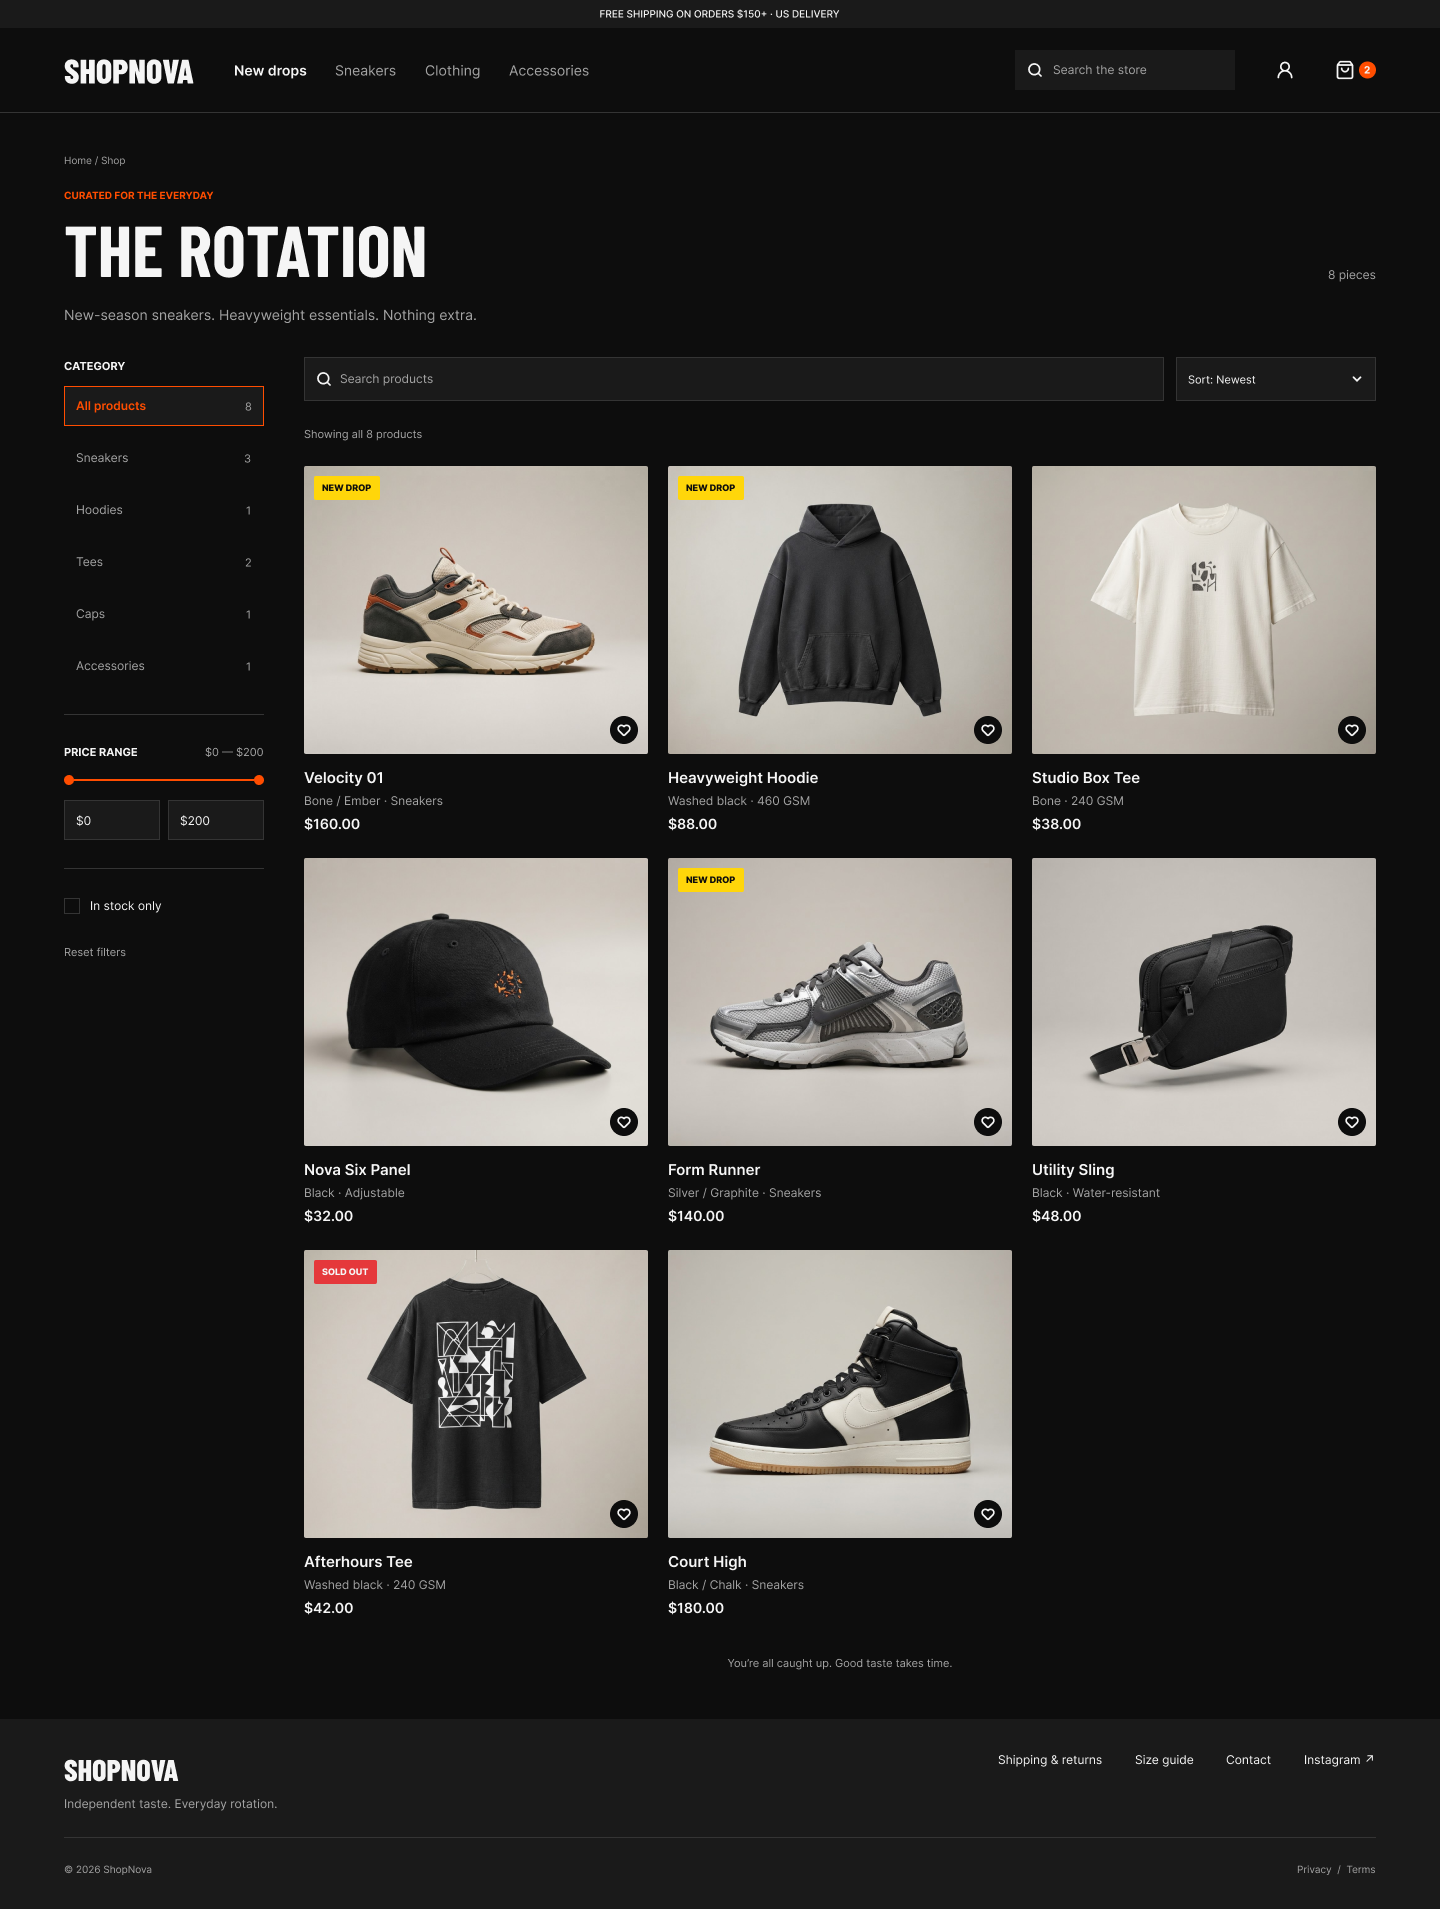 FREE SHIPPING ON ORDERS $150+ · US DELIVERY
SHOPNOVA
New drops Sneakers Clothing Accessories
Search the store
2
Home / Shop
CURATED FOR THE EVERYDAY
THE ROTATION
8 pieces
New-season sneakers. Heavyweight essentials. Nothing extra.
CATEGORY
All products 8
Sneakers 3
Hoodies 1
Tees 2
Caps 1
Accessories 1
PRICE RANGE $0 — $200
$0 $200
In stock only
Reset filters
Search products
Sort: Newest
Showing all 8 products
NEW DROP
Velocity 01
Bone / Ember · Sneakers
$160.00
NEW DROP
Heavyweight Hoodie
Washed black · 460 GSM
$88.00
Studio Box Tee
Bone · 240 GSM
$38.00
Nova Six Panel
Black · Adjustable
$32.00
NEW DROP
Form Runner
Silver / Graphite · Sneakers
$140.00
Utility Sling
Black · Water-resistant
$48.00
SOLD OUT
Afterhours Tee
Washed black · 240 GSM
$42.00
Court High
Black / Chalk · Sneakers
$180.00
You're all caught up. Good taste takes time.
SHOPNOVA
Independent taste. Everyday rotation.
Shipping & returns Size guide Contact Instagram ↗
© 2026 ShopNova
Privacy / Terms